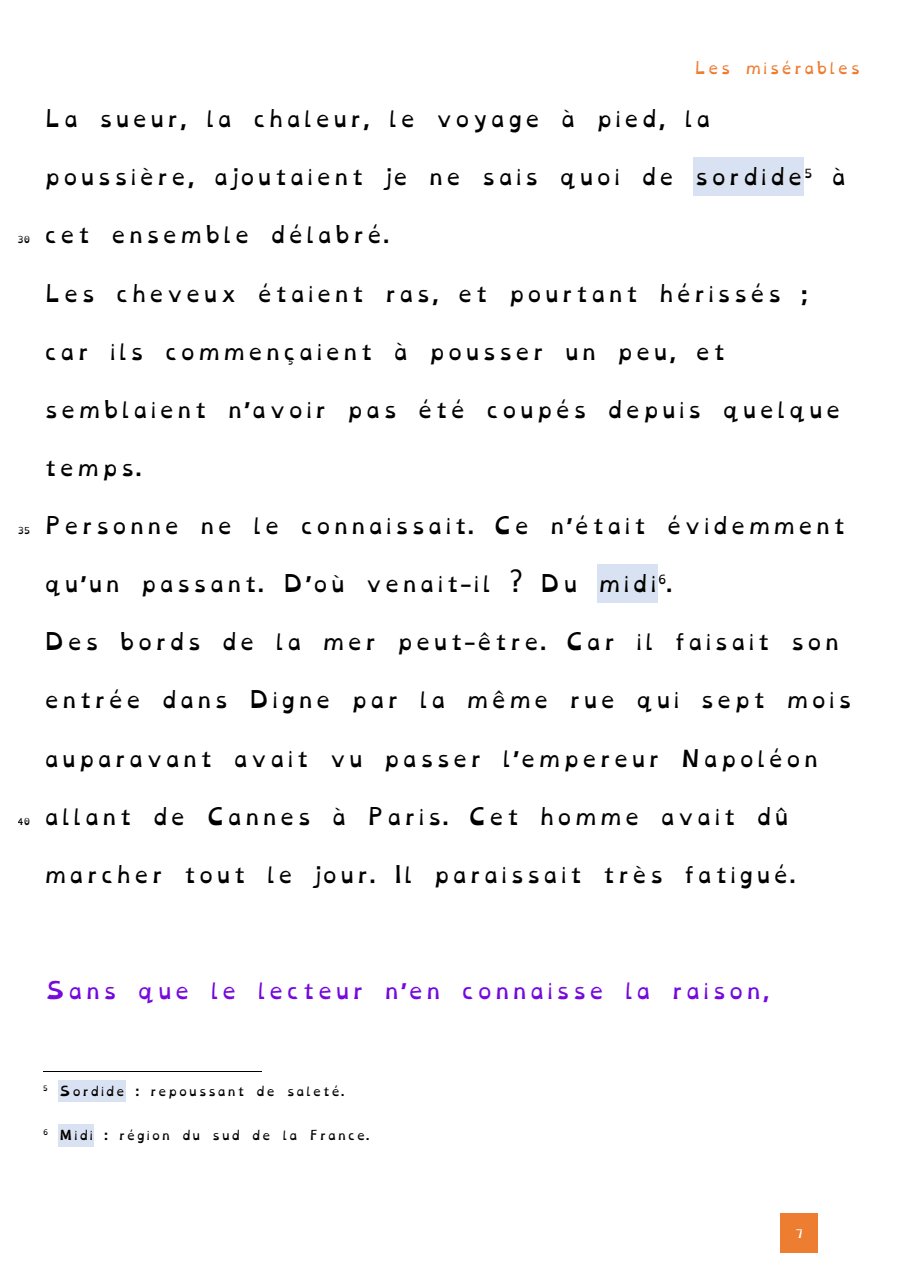 Les misérables
La sueur, la chaleur, le voyage à pied, la
poussière, ajoutaient je ne sais quoi de sordide⁵ à
30 cet ensemble délabré.
Les cheveux étaient ras, et pourtant hérissés ;
car ils commençaient à pousser un peu, et
semblaient n’avoir pas été coupés depuis quelque
temps.
35 Personne ne le connaissait. Ce n’était évidemment
qu’un passant. D’où venait-il ? Du midi⁶.
Des bords de la mer peut-être. Car il faisait son
entrée dans Digne par la même rue qui sept mois
auparavant avait vu passer l’empereur Napoléon
40 allant de Cannes à Paris. Cet homme avait dû
marcher tout le jour. Il paraissait très fatigué.
Sans que le lecteur n’en connaisse la raison,
⁵ Sordide : repoussant de saleté.
⁶ Midi : région du sud de la France.
7